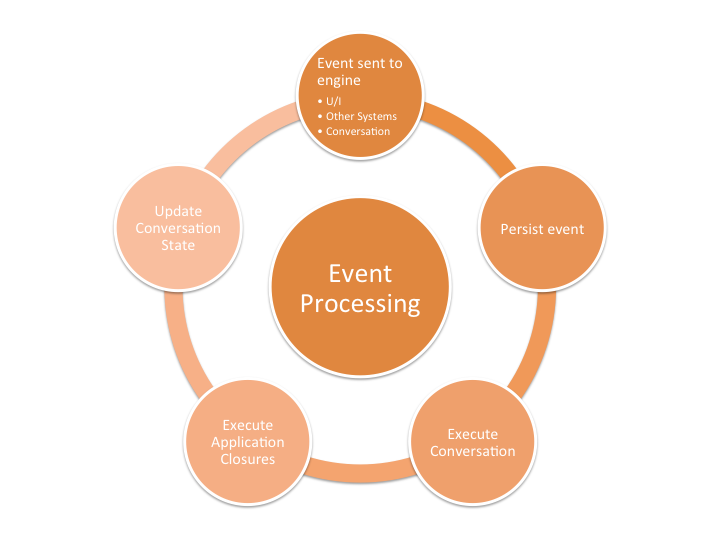 Event sent to
engine
• U/I
• Other Systems
• Conversation
Persist event
Execute
Conversation
Execute
Application
Closures
Update
Conversation
State
Event
Processing